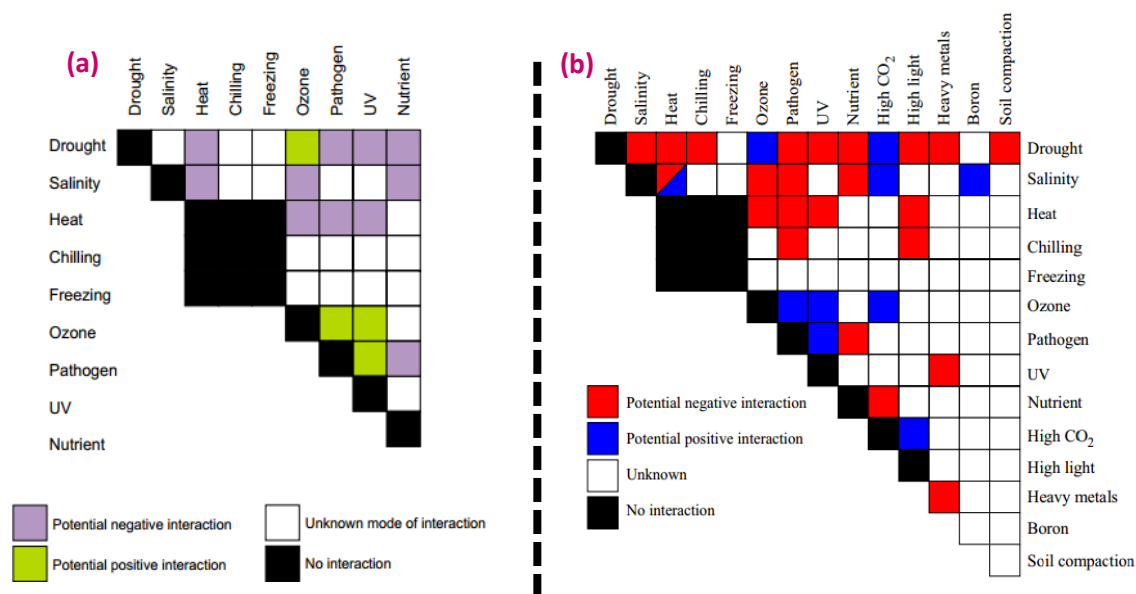 (a)
Drought
Salinity
Heat
Chilling
Freezing
Ozone
Pathogen
UV
Nutrient
Drought
Salinity
Heat
Chilling
Freezing
Ozone
Pathogen
UV
Nutrient
Potential negative interaction
Unknown mode of interaction
Potential positive interaction
No interaction
(b)
Drought
Salinity
Heat
Chilling
Freezing
Ozone
Pathogen
UV
Nutrient
High CO2
High light
Heavy metals
Boron
Soil compaction
Drought
Salinity
Heat
Chilling
Freezing
Ozone
Pathogen
UV
Nutrient
High CO2
High light
Heavy metals
Boron
Soil compaction
Potential negative interaction
Potential positive interaction
Unknown
No interaction